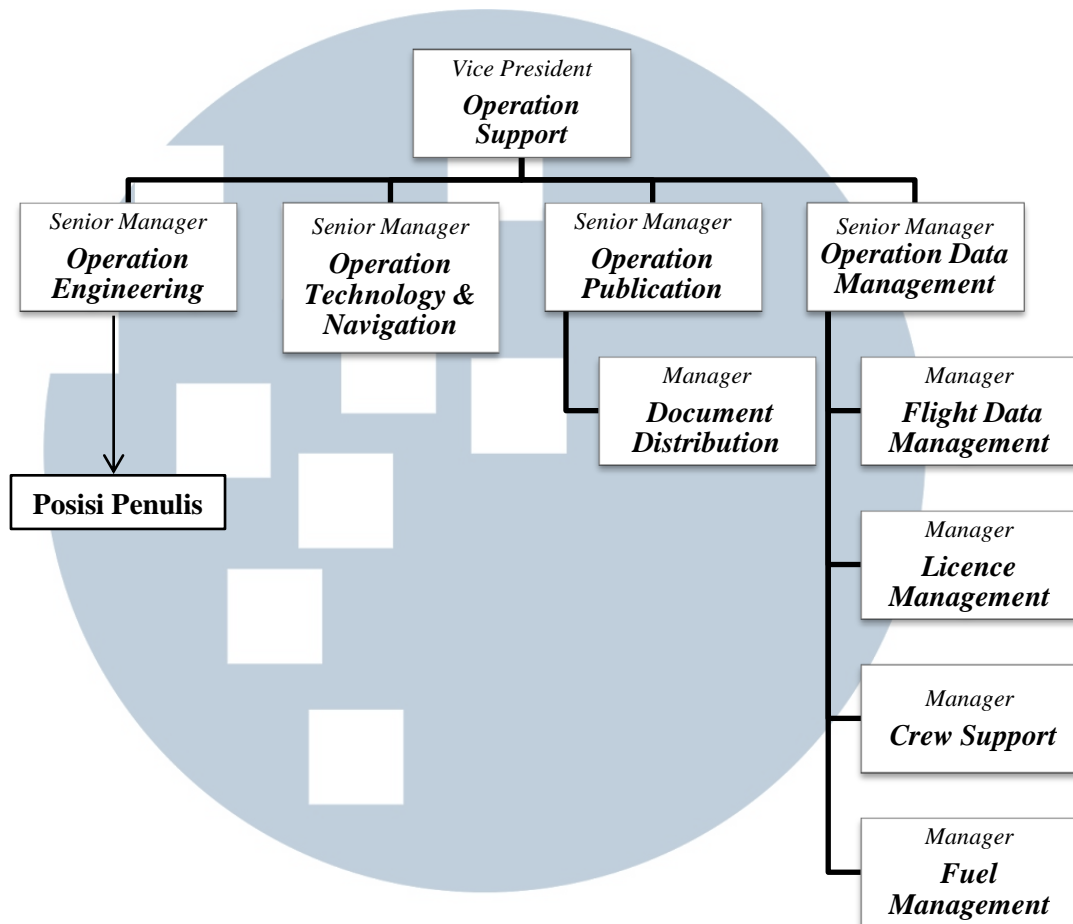 Vice President
Operation
Support
Senior Manager
Operation
Engineering
Senior Manager
Operation
Technology &
Navigation
Senior Manager
Operation
Publication
Senior Manager
Operation Data
Management
Manager
Document
Distribution
Manager
Flight Data
Management
Posisi Penulis
Manager
Licence
Management
Manager
Crew Support
Manager
Fuel
Management